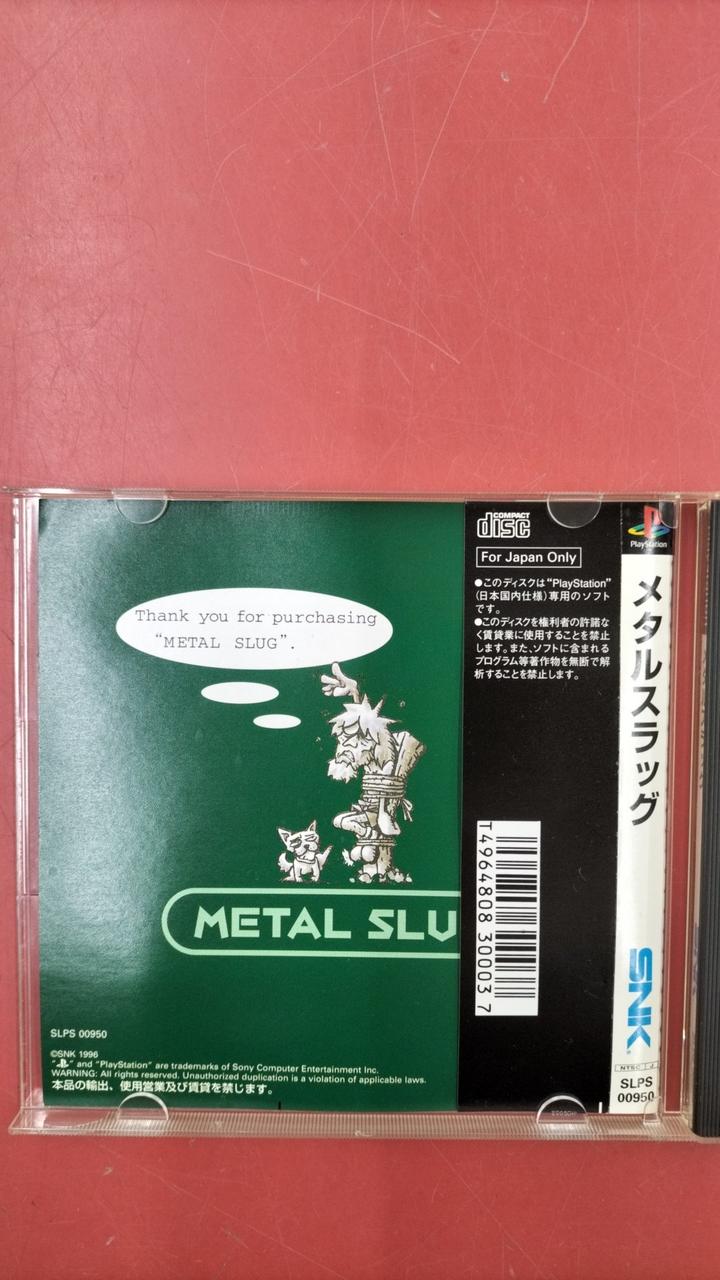 Thank you for purchasing
“METAL SLUG”.
METAL SLU
SLPS 00950
©SNK 1996
" " and "PlayStation" are trademarks of Sony Computer Entertainment Inc.
WARNING: All rights reserved. Unauthorized duplication is a violation of applicable laws.
本品の輸出、使用営業及び賃貸を禁じます。
COMPACT
disc
For Japan Only
●このディスクは“PlayStation”
(日本国内仕様)専用のソフト
です。
●このディスクを権利者の許諾な
く賃貸業に使用することを禁止
します。また、ソフトに含まれる
プログラム等著作物を無断で解
析することを禁止します。
T4964808 300037
PlayStation
メタルスラッグ
SNK
NTSC J
SLPS
00950